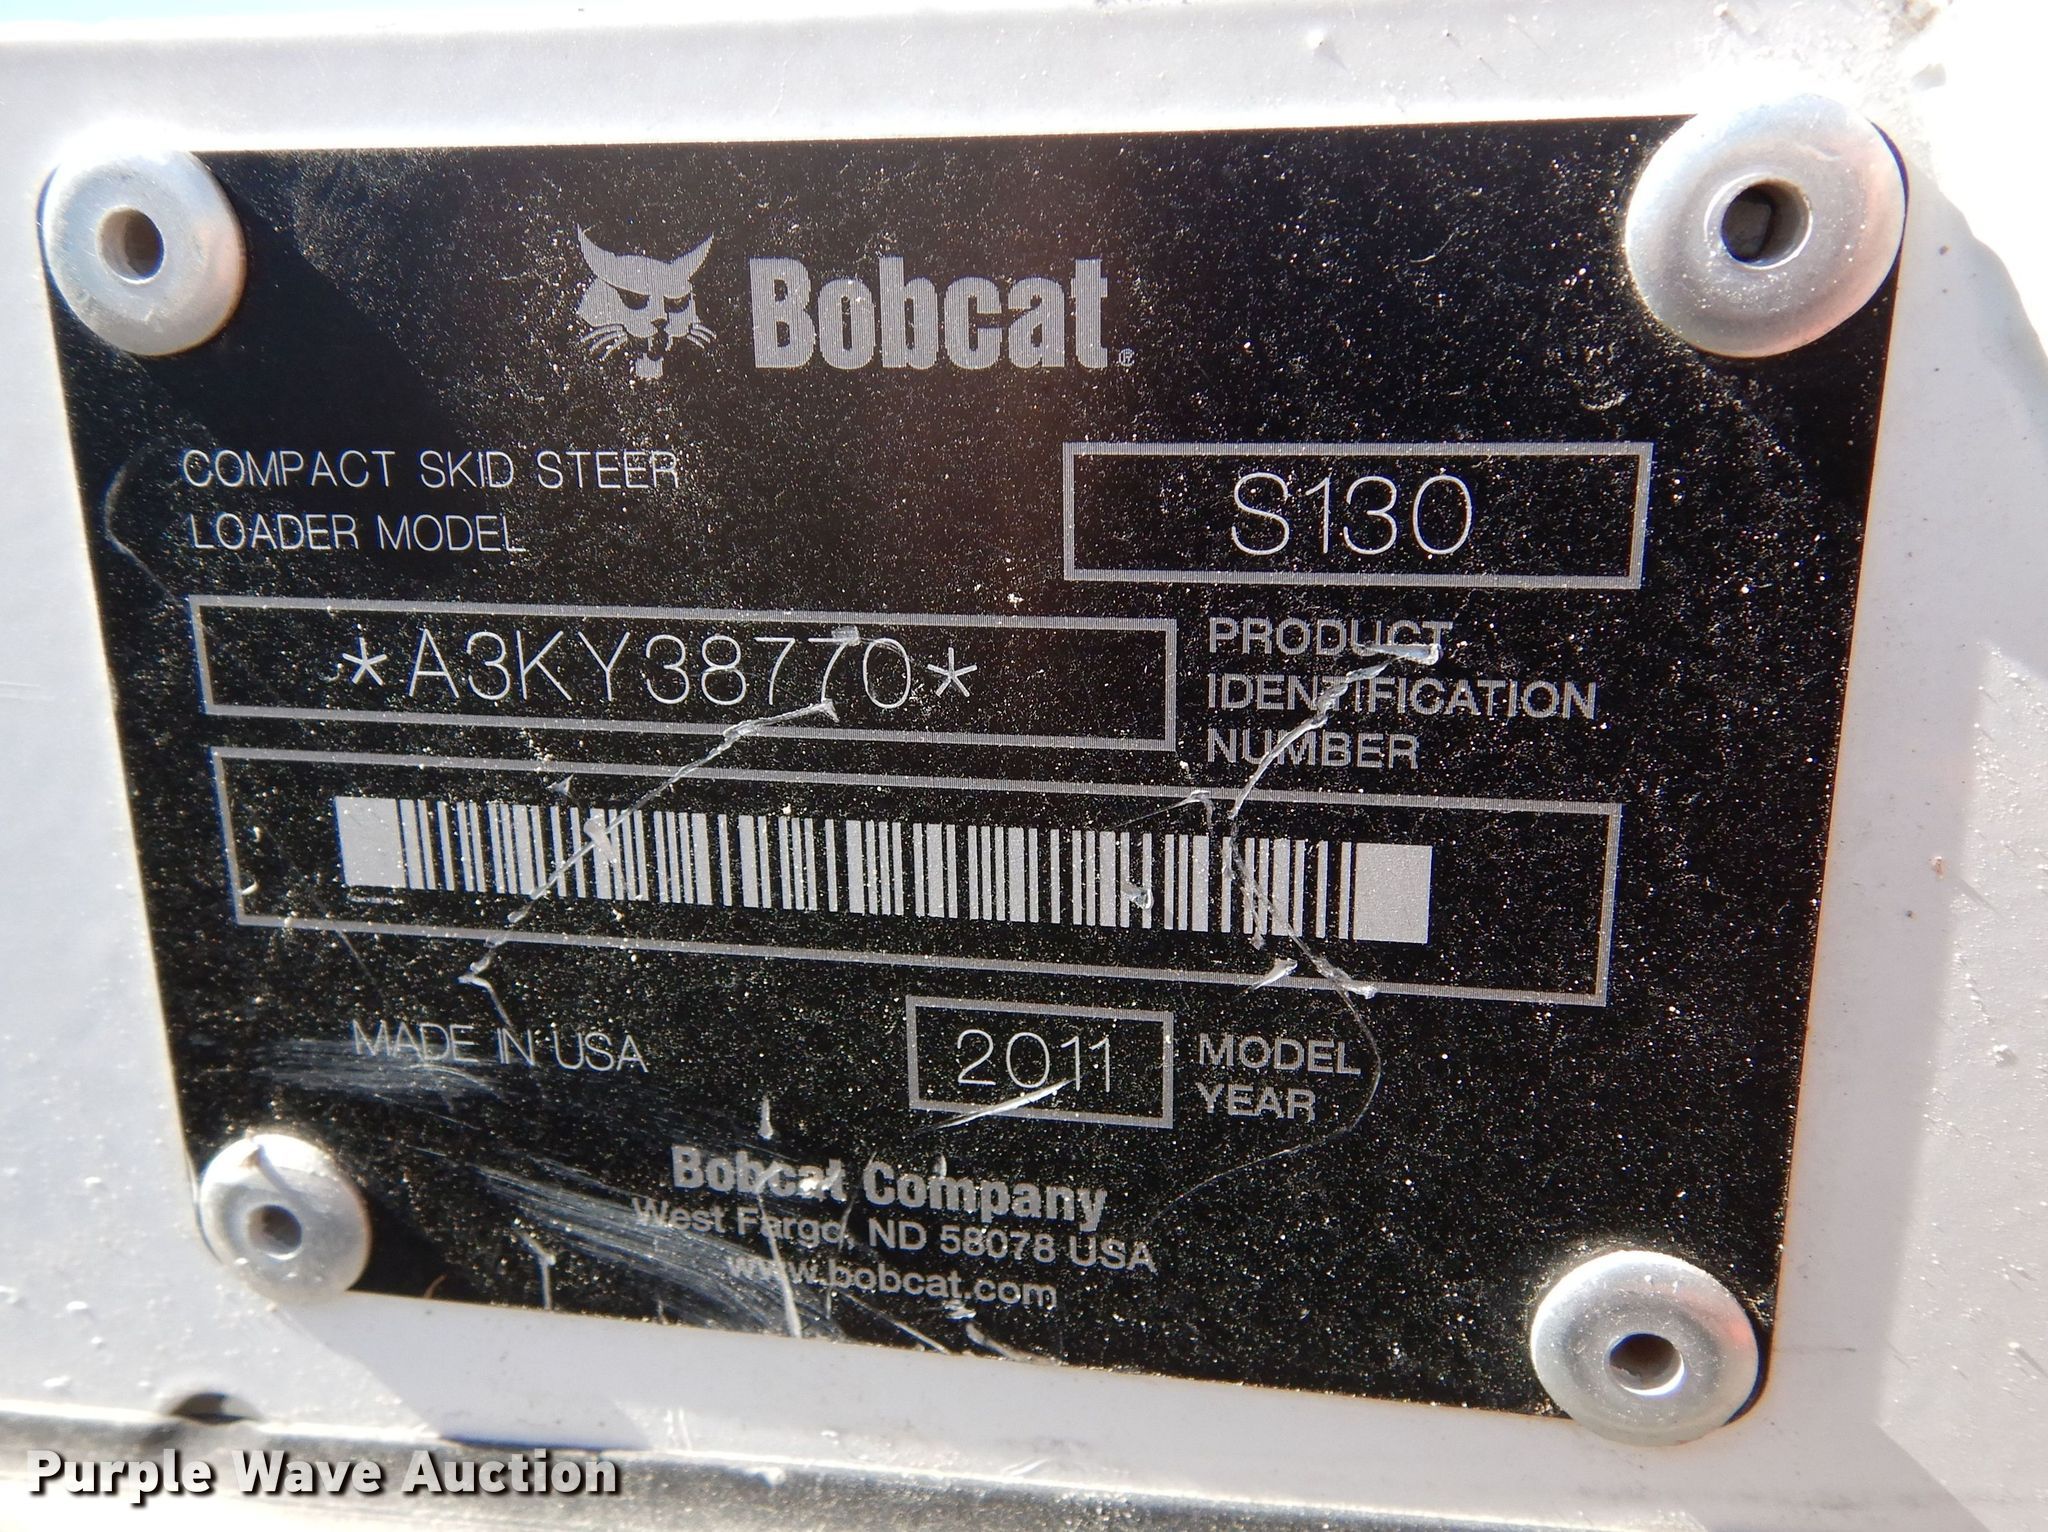 Bobcat®
COMPACT SKID STEER
LOADER MODEL
S130
*A3KY38770*
PRODUCT
IDENTIFICATION
NUMBER
MADE IN USA
2011
MODEL
YEAR
Bobcat Company
West Fargo, ND 58078 USA
www.bobcat.com
Purple Wave Auction